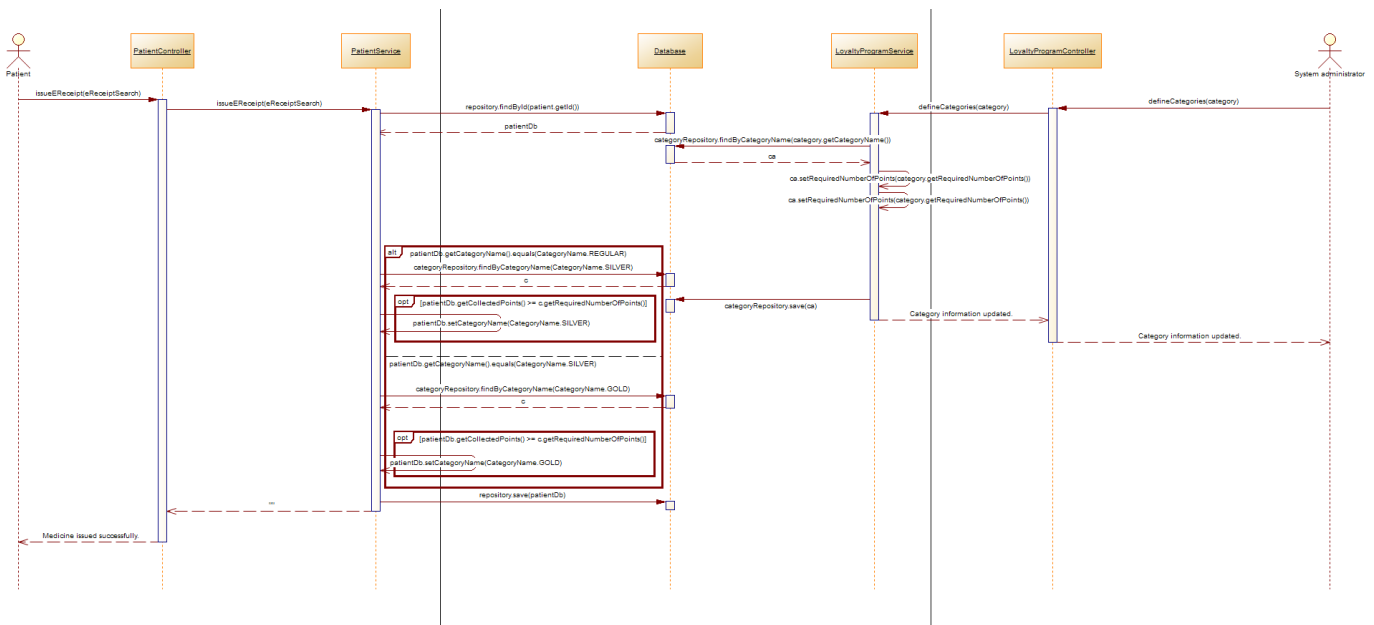 PatientController
PatientService
Database
LoyaltyProgramService
LoyaltyProgramController
Patient
System administrator
issueEReceipt(eReceiptSearch)
issueEReceipt(eReceiptSearch)
repository.findById(patient.getId())
defineCategories(category)
defineCategories(category)
patientDb
categoryRepository.findByCategoryName(category.getCategoryName())
ca
ca.setRequiredNumberOfPoints(category.getRequiredNumberOfPoints())
ca.setRequiredNumberOfPoints(category.getRequiredNumberOfPoints())
alt patientDb.getCategoryName().equals(CategoryName.REGULAR)
categoryRepository.findByCategoryName(CategoryName.SILVER)
c
opt [patientDb.getCollectedPoints() >= c.getRequiredNumberOfPoints()]
categoryRepository.save(ca)
patientDb.setCategoryName(CategoryName.SILVER)
Category information updated.
Category information updated.
patientDb.getCategoryName().equals(CategoryName.SILVER)
categoryRepository.findByCategoryName(CategoryName.GOLD)
c
opt [patientDb.getCollectedPoints() >= c.getRequiredNumberOfPoints()]
patientDb.setCategoryName(CategoryName.GOLD)
repository.save(patientDb)
Medicine issued successfully.